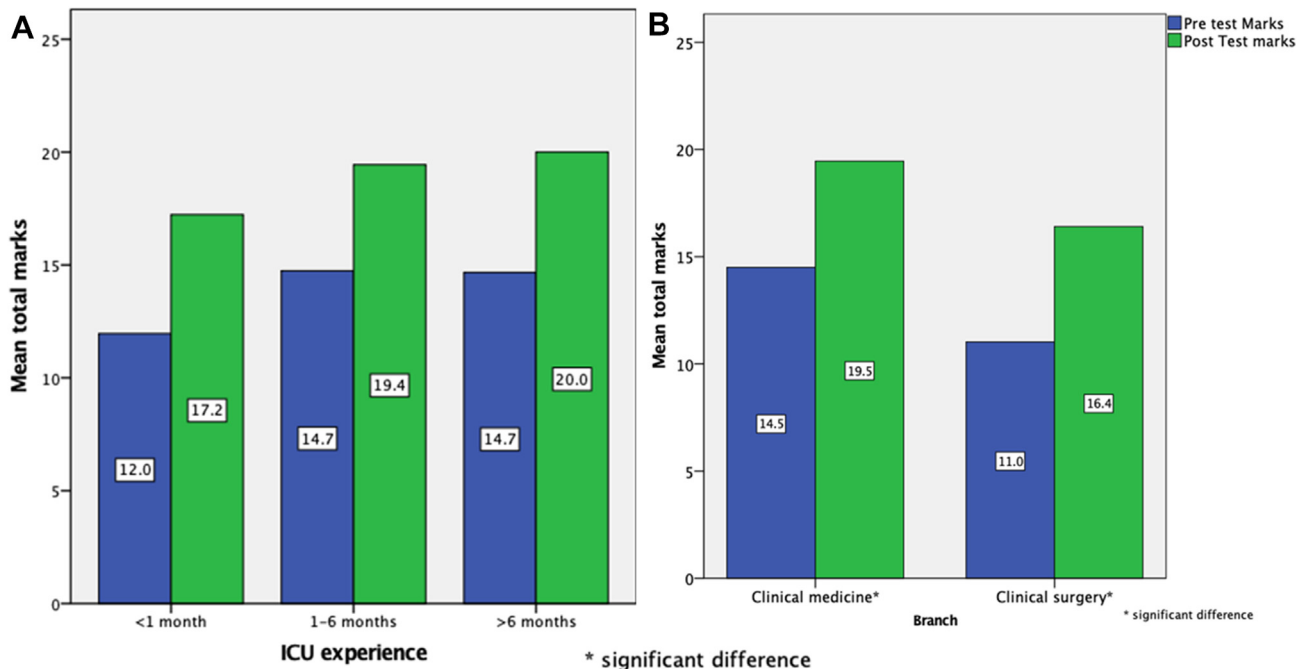 A
25
20
15
10
5
0
Mean total marks
12.0
17.2
14.7
19.4
14.7
20.0
<1 month
1-6 months
>6 months
ICU experience
* significant difference
B
25
20
15
10
5
0
Mean total marks
14.5
19.5
11.0
16.4
Clinical medicine*
Clinical surgery*
Branch
* significant difference
Pre test Marks
Post Test marks